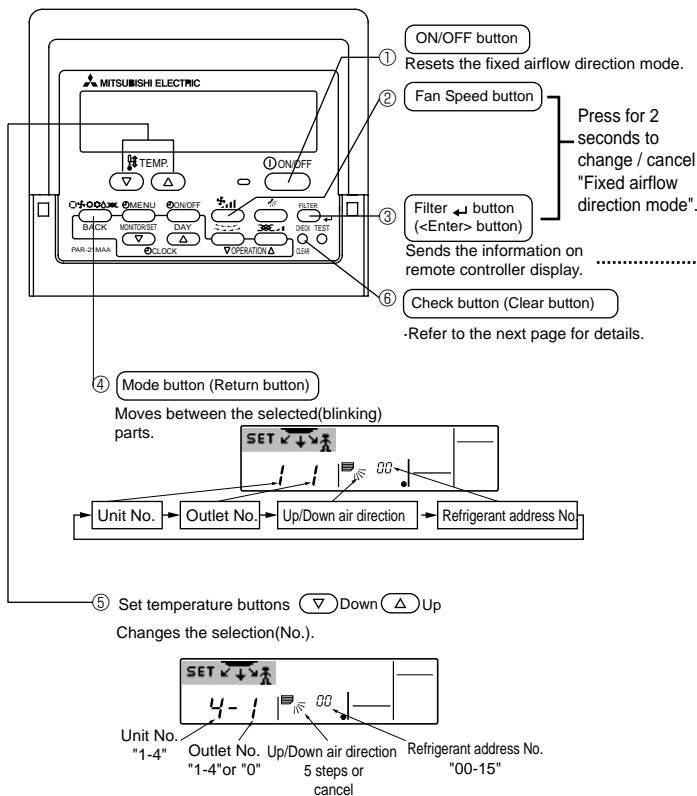 ON/OFF button
① Resets the fixed airflow direction mode.
MITSUBISHI ELECTRIC
② Fan Speed button
Press for 2
seconds to
change / cancel
"Fixed airflow
direction mode".
TEMP.
ON/OFF
③ Filter ↵ button
(<Enter> button)
Sends the information on
remote controller display.
MENU ON/OFF FILTER
BACK MONITOR/SET DAY CHECK TEST
PAR-21MAA CLOCK ▽OPERATION△ CLEAR
⑥ Check button (Clear button)
·Refer to the next page for details.
④ Mode button (Return button)
Moves between the selected(blinking)
parts.
SET
1 1 00
Unit No. Outlet No. Up/Down air direction Refrigerant address No.
⑤ Set temperature buttons ▽ Down △ Up
Changes the selection(No.).
SET
4- 1 00
Unit No.
"1-4"
Outlet No.
"1-4"or "0"
Up/Down air direction
5 steps or
cancel
Refrigerant address No.
"00-15"